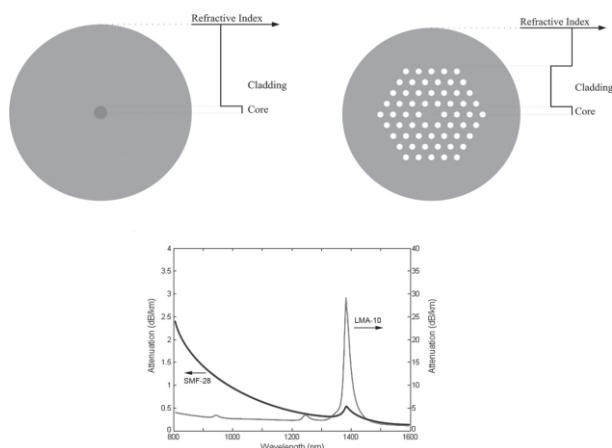 Refractive Index
Cladding
Core
Refractive Index
Cladding
Core
Attenuation (dB/km)
4
3.5
3
2.5
2
1.5
1
0.5
0
800
1000
1200
1400
1600
Wavelength (nm)
SMF-28
LMA-10
40
35
30
25
20
15
10
5
0
Attenuation (dB/km)